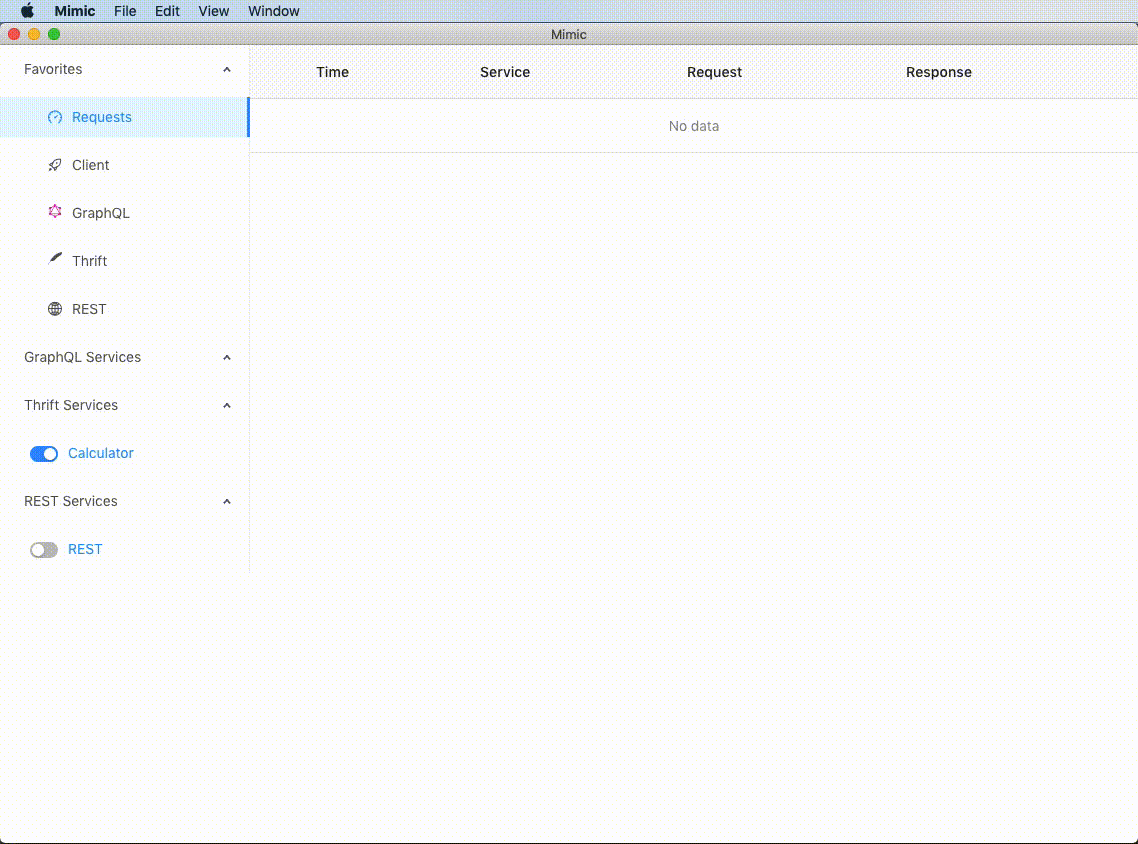 Mimic File Edit View Window
Mimic
Favorites
Requests
Client
GraphQL
Thrift
REST
GraphQL Services
Thrift Services
Calculator
REST Services
REST
Time Service Request Response
No data